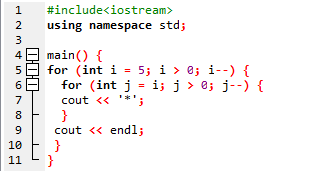 1 #include<iostream>
2 using namespace std;
3
4 main() {
5 for (int i = 5; i > 0; i--) {
6 for (int j = i; j > 0; j--) {
7 cout << '*';
8 }
9 cout << endl;
10 }
11 }